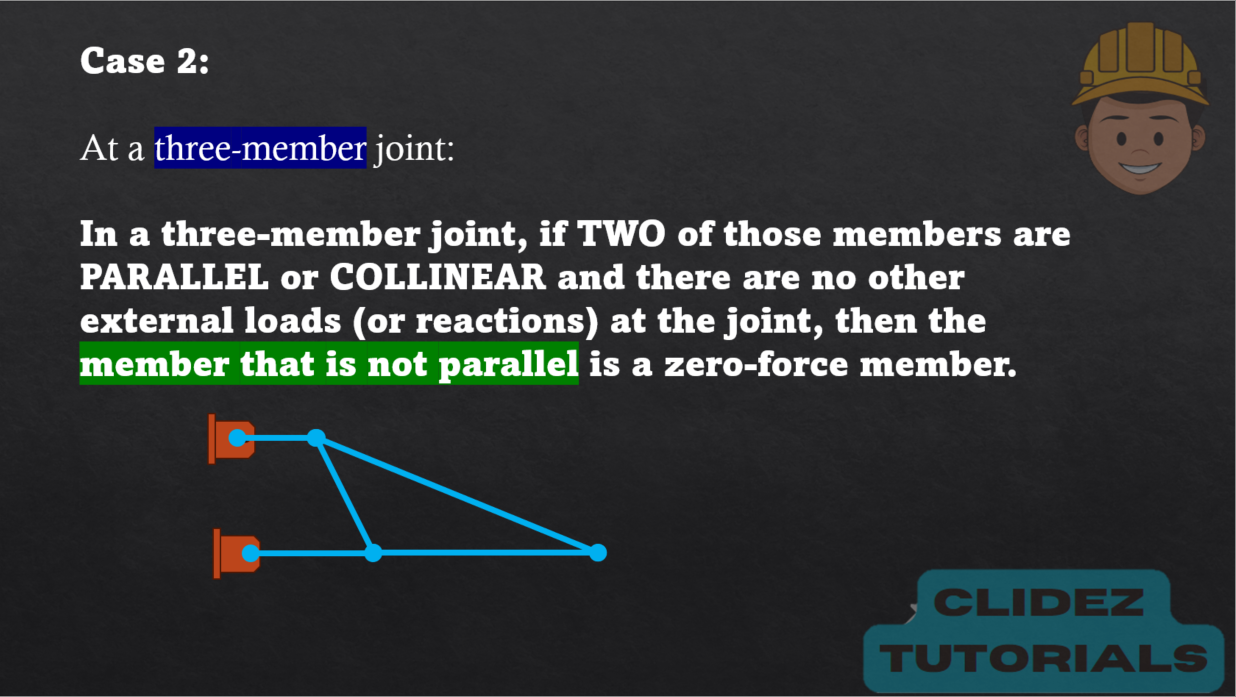 Case 2:
At a three-member joint:
In a three-member joint, if TWO of those members are
PARALLEL or COLLINEAR and there are no other
external loads (or reactions) at the joint, then the
member that is not parallel is a zero-force member.
CLIDEZ
TUTORIALS